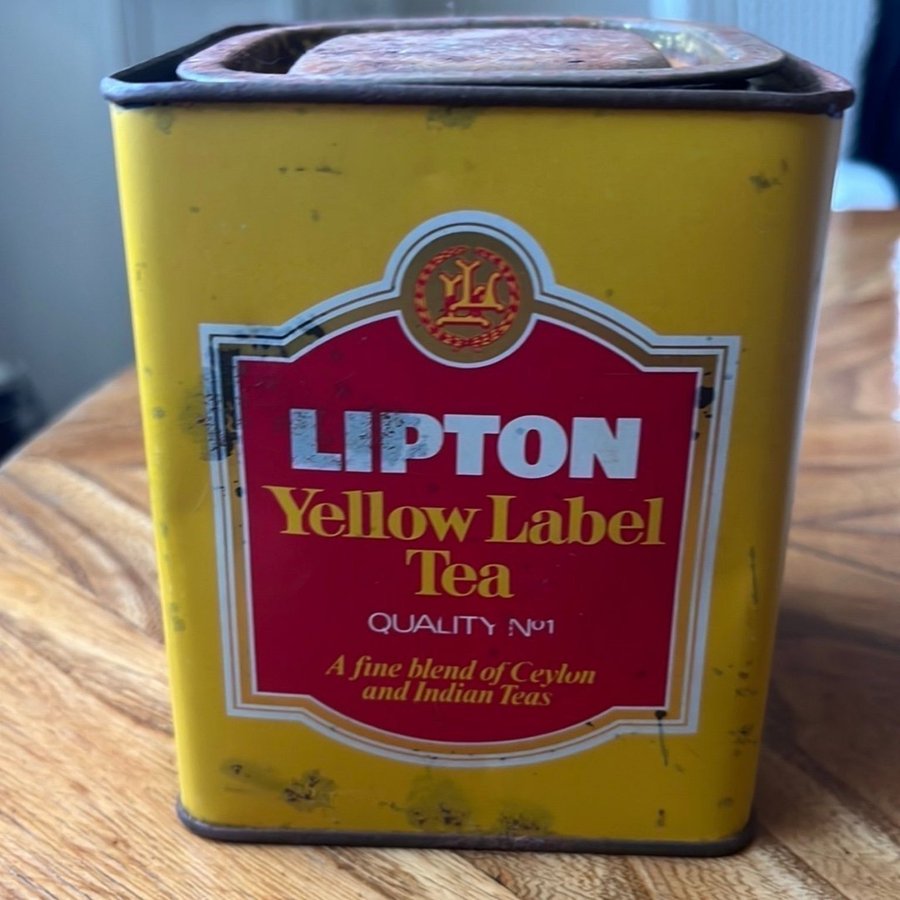 LIPTON
Yellow Label
Tea
QUALITY Nº1
A fine blend of Ceylon
and Indian Teas